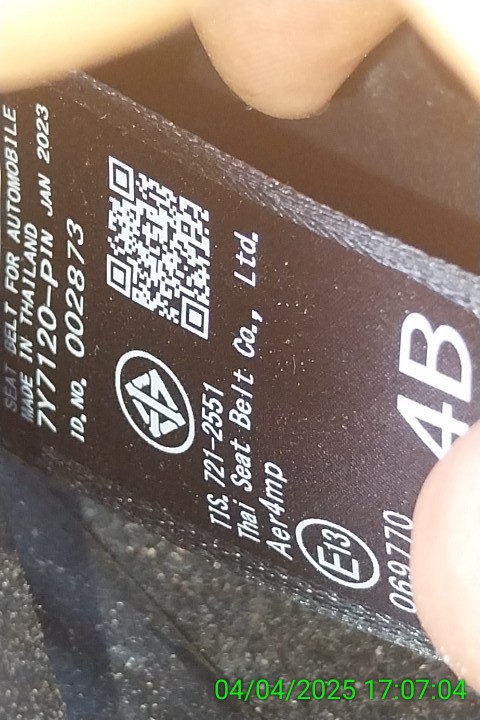 SEAT BELT FOR AUTOMOBILE
MADE IN THAILAND
7Y7120-PIN JAN 2023
ID.NO. 002873
TIS. 721-2551
Thai Seat Belt Co., Ltd.
Aer4mp
E13
069770
4B
04/04/2025 17:07:04